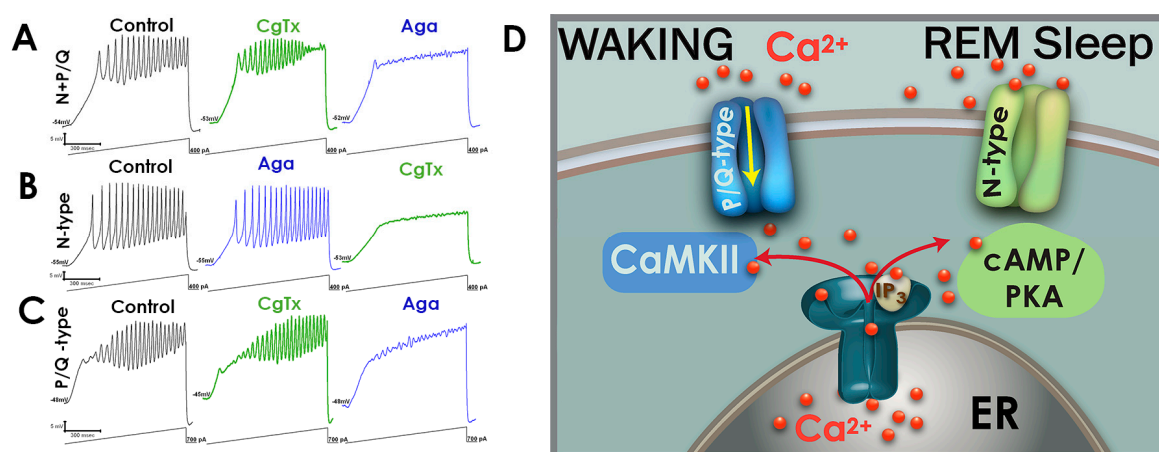 A
N+P/Q
Control
CgTx
Aga
-54mV
-53mV
-52mV
5 mV
300 msec
400 pA
400 pA
400 pA
B
N-type
Control
Aga
CgTx
-55mV
-55mV
-53mV
5 mV
300 msec
400 pA
400 pA
400 pA
C
P/Q -type
Control
CgTx
Aga
-48mV
-45mV
-48mV
5 mV
300 msec
700 pA
700 pA
700 pA
D
WAKING
Ca2+
REM Sleep
P/Q-type
N-type
CaMKII
IP3
cAMP/
PKA
Ca2+
ER